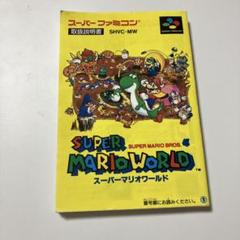 スーパーファミコン
取扱説明書 SHVC-MW
SUPER MARIO BROS. 4
SUPER
MARIO WORLD
TM
スーパーマリオワールド